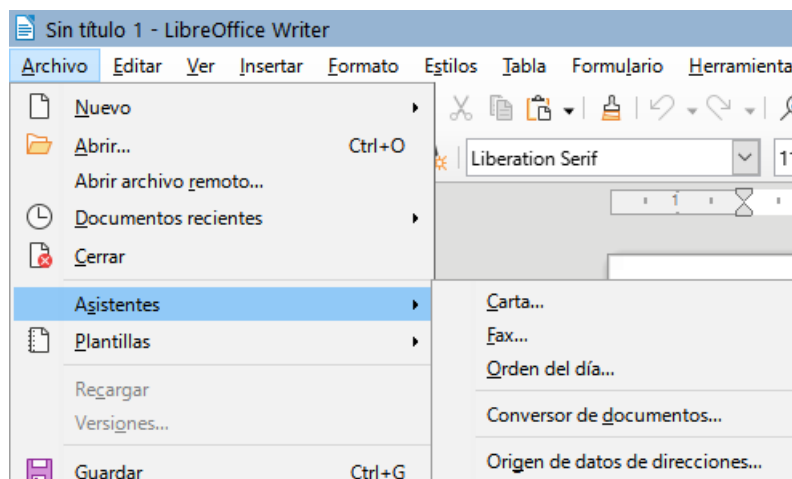 Sin título 1 - LibreOffice Writer
Archivo Editar Ver Insertar Formato Estilos Tabla Formulario
Nuevo
Abrir... Ctrl+O
Liberation Serif
Abrir archivo remoto...
1
Documentos recientes
Cerrar
Asistentes
Carta...
Plantillas
Fax...
Orden del día...
Recargar
Conversor de documentos...
Versiones...
Origen de datos de direcciones...
Guardar Ctrl+G